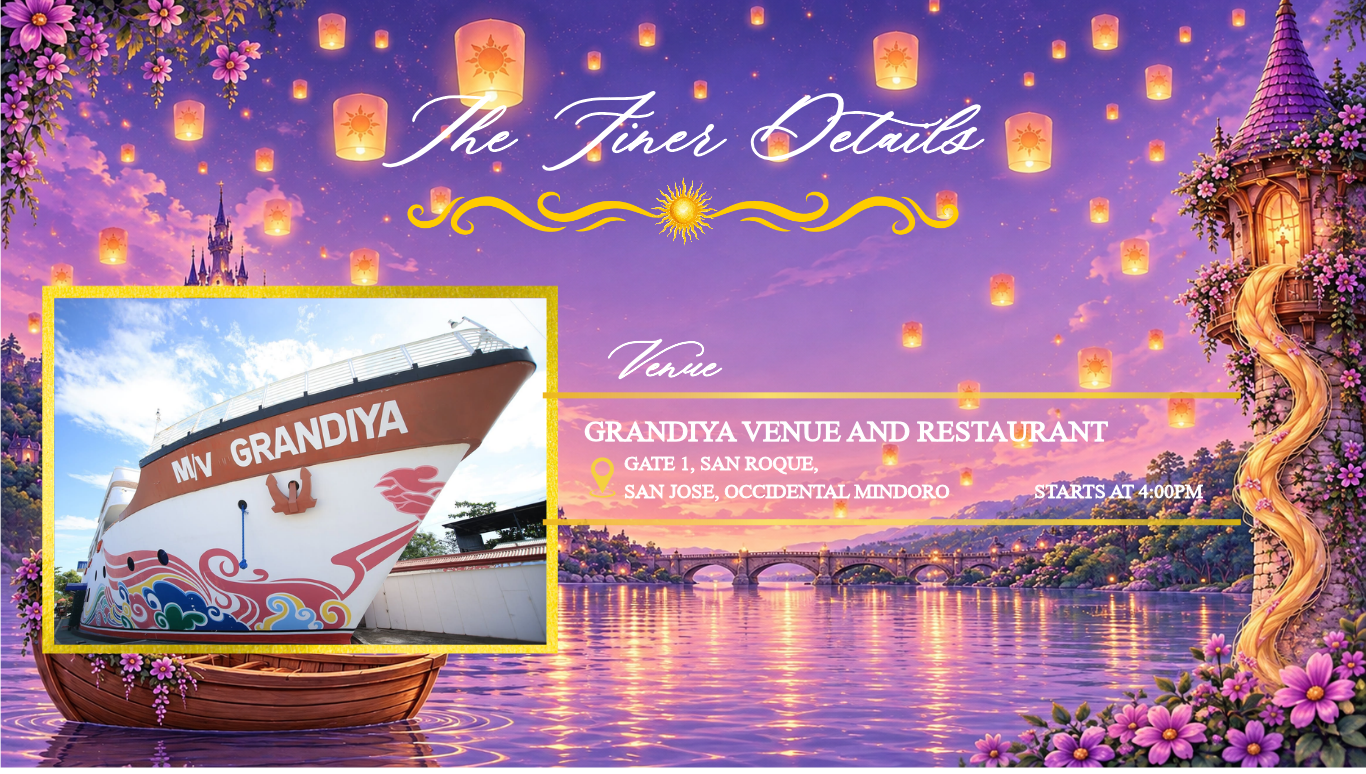 The Finer Details
M/V GRANDIYA
Venue
GRANDIYA VENUE AND RESTAURANT
GATE 1, SAN ROQUE,
SAN JOSE, OCCIDENTAL MINDORO
STARTS AT 4:00PM